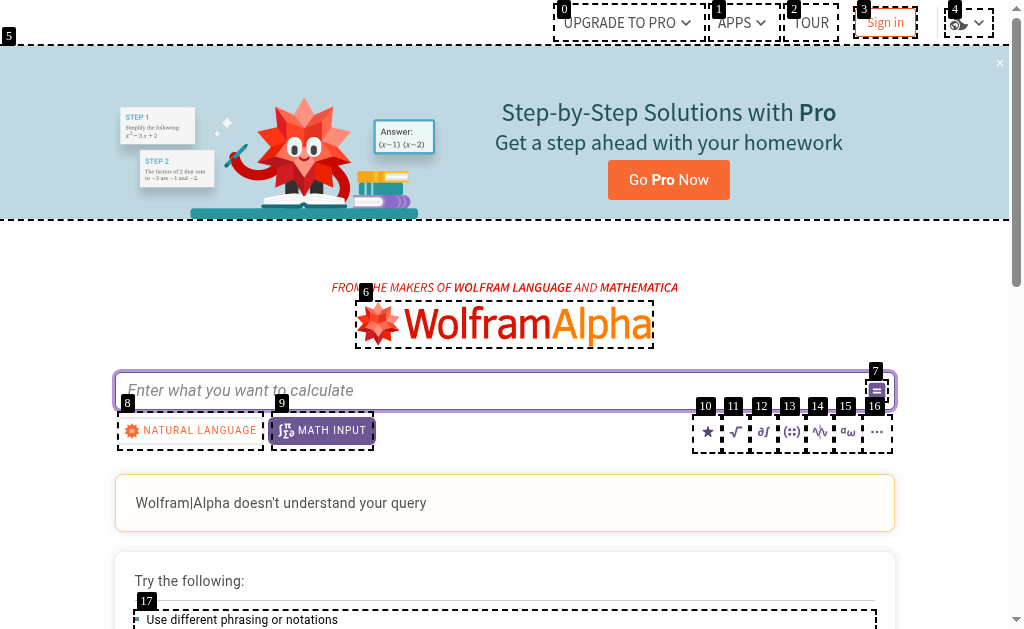 0
1
2
3
4
UPGRADE TO PRO
APPS
TOUR
Sign in
5
×
STEP 1
Simplify the following:
x² − 3 x + 2
STEP 2
The factors of 2 that sum
to −3 are −1 and −2.
Answer:
(x−1) (x−2)
Step-by-Step Solutions with Pro
Get a step ahead with your homework
Go Pro Now
FROM THE MAKERS OF WOLFRAM LANGUAGE AND MATHEMATICA
6
WolframAlpha
7
Enter what you want to calculate
=
8
9
10
11
12
13
14
15
16
NATURAL LANGUAGE
MATH INPUT
∂∫
αω
Wolfram|Alpha doesn't understand your query
Try the following:
17
Use different phrasing or notations